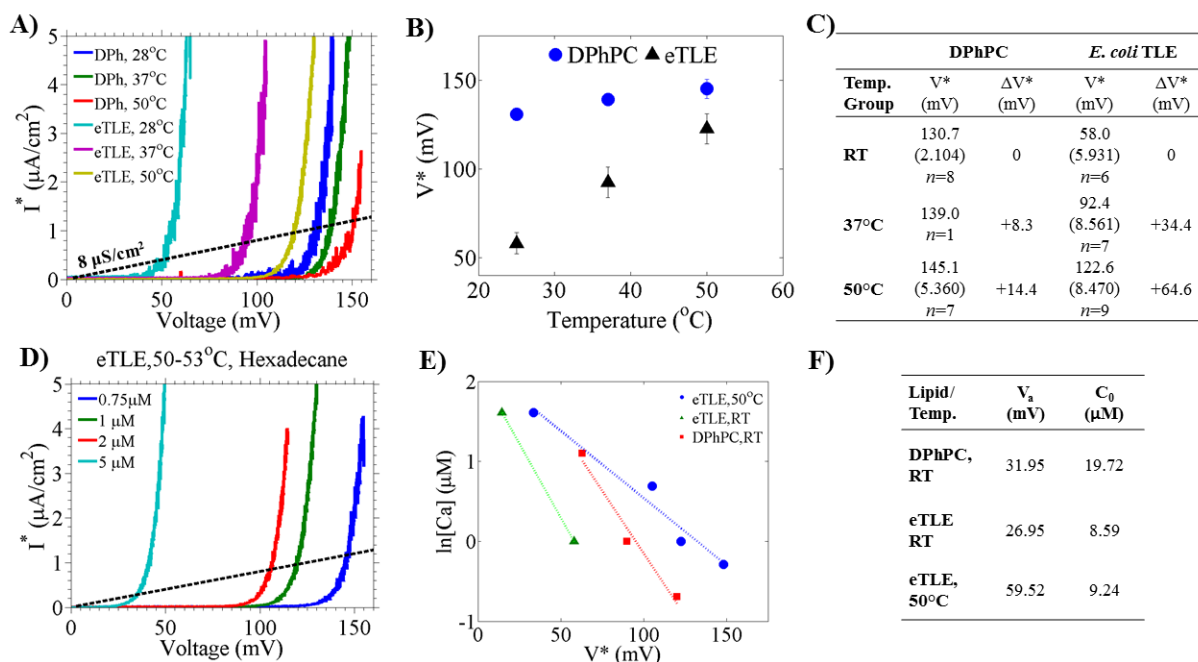 A)
I* (μA/cm²)
5
4
3
2
1
0
DPh, 28°C
DPh, 37°C
DPh, 50°C
eTLE, 28°C
eTLE, 37°C
eTLE, 50°C
8 μS/cm²
0 50 100 150
Voltage (mV)
B)
DPhPC eTLE
V* (mV)
150
100
50
20 30 40 50 60
Temperature (°C)
C)
DPhPC E. coli TLE
Temp. Group V* (mV) ΔV* (mV) V* (mV) ΔV* (mV)
RT 130.7 (2.104) n=8 0 58.0 (5.931) n=6 0
37°C 139.0 n=1 +8.3 92.4 (8.561) n=7 +34.4
50°C 145.1 (5.360) n=7 +14.4 122.6 (8.470) n=9 +64.6
D)
eTLE,50-53°C, Hexadecane
I* (μA/cm²)
5
4
3
2
1
0
0.75μM
1 μM
2 μM
5 μM
0 50 100 150
Voltage (mV)
E)
ln[Ca] (μM)
2
1
0
-1
eTLE,50°C
eTLE,RT
DPhPC,RT
0 40 80 120 160
V* (mV)
F)
Lipid/ Temp. Va (mV) C0 (μM)
DPhPC, RT 31.95 19.72
eTLE RT 26.95 8.59
eTLE, 50°C 59.52 9.24